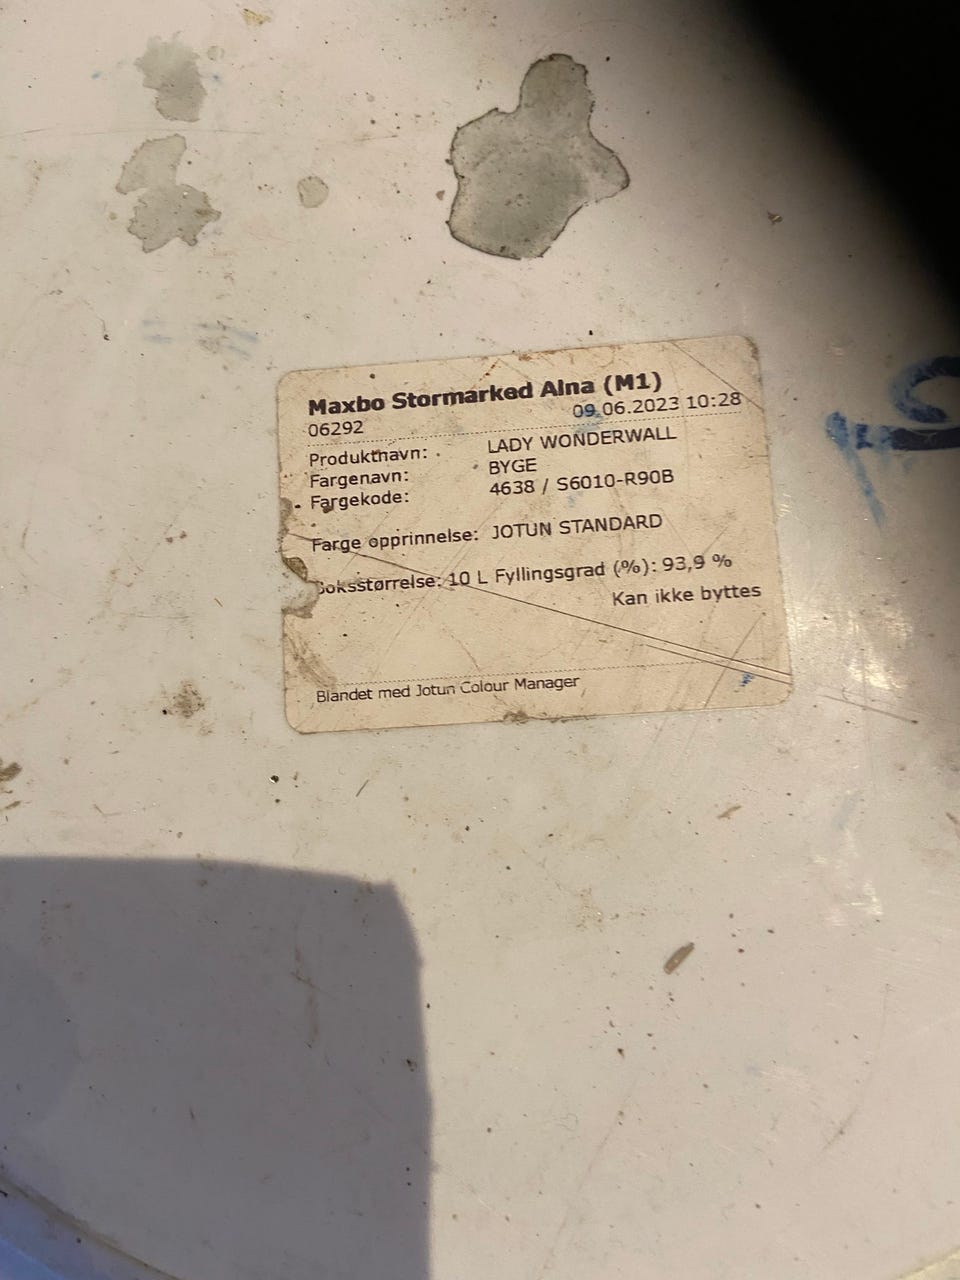 Maxbo Stormarked Alna (M1)
06292 09.06.2023 10:28
Produktnavn: LADY WONDERWALL
Fargenavn: BYGE
Fargekode: 4638 / S6010-R90B
Farge opprinnelse: JOTUN STANDARD
Boksstørrelse: 10 L Fyllingsgrad (%): 93,9 %
Kan ikke byttes
Blandet med Jotun Colour Manager